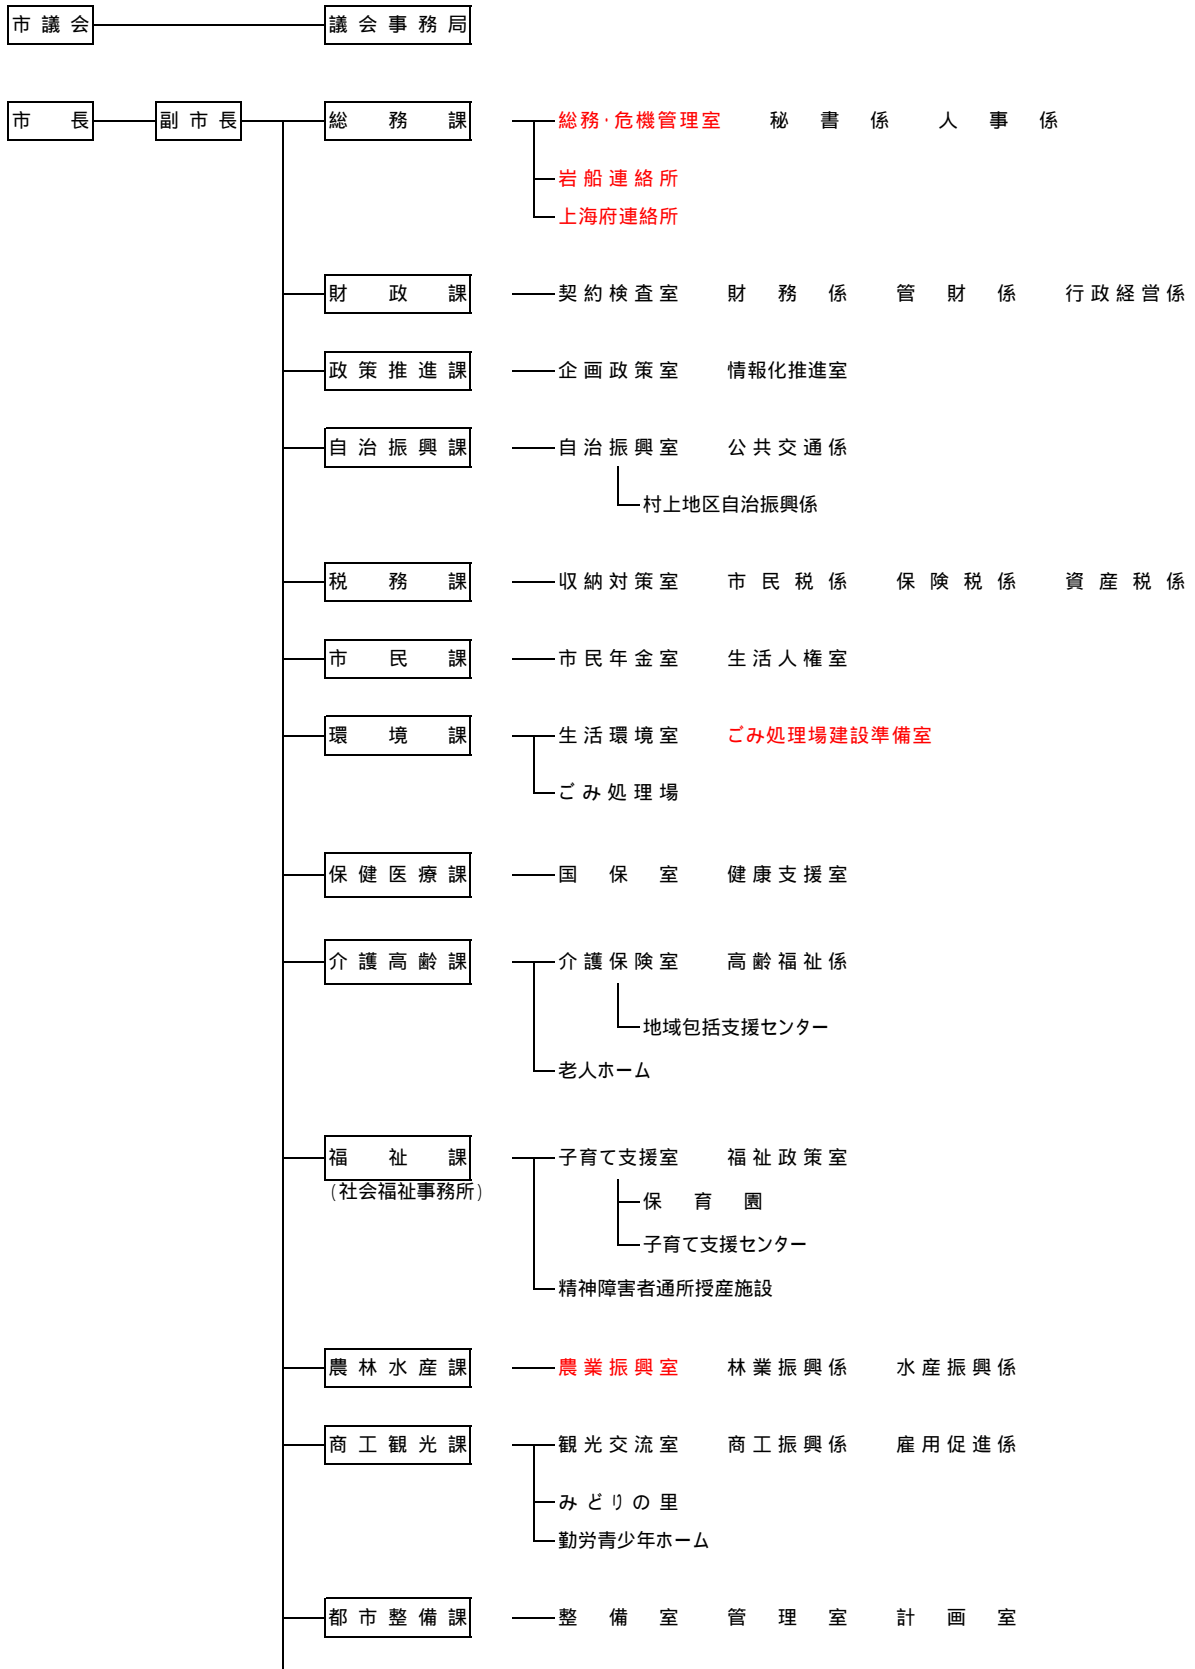 市議会 議会事務局
市長 副市長 総務課 総務・危機管理室 秘書係 人事係
岩船連絡所
上海府連絡所
財政課 契約検査室 財務係 管財係 行政経営係
政策推進課 企画政策室 情報化推進室
自治振興課 自治振興室 公共交通係
村上地区自治振興係
税務課 収納対策室 市民税係 保険税係 資産税係
市民課 市民年金室 生活人権室
環境課 生活環境室 ごみ処理場建設準備室
ごみ処理場
保健医療課 国保室 健康支援室
介護高齢課 介護保険室 高齢福祉係
地域包括支援センター
老人ホーム
福祉課 子育て支援室 福祉政策室
(社会福祉事務所)
保育園
子育て支援センター
精神障害者通所授産施設
農林水産課 農業振興室 林業振興係 水産振興係
商工観光課 観光交流室 商工振興係 雇用促進係
みどりの里
勤労青少年ホーム
都市整備課 整備室 管理室 計画室